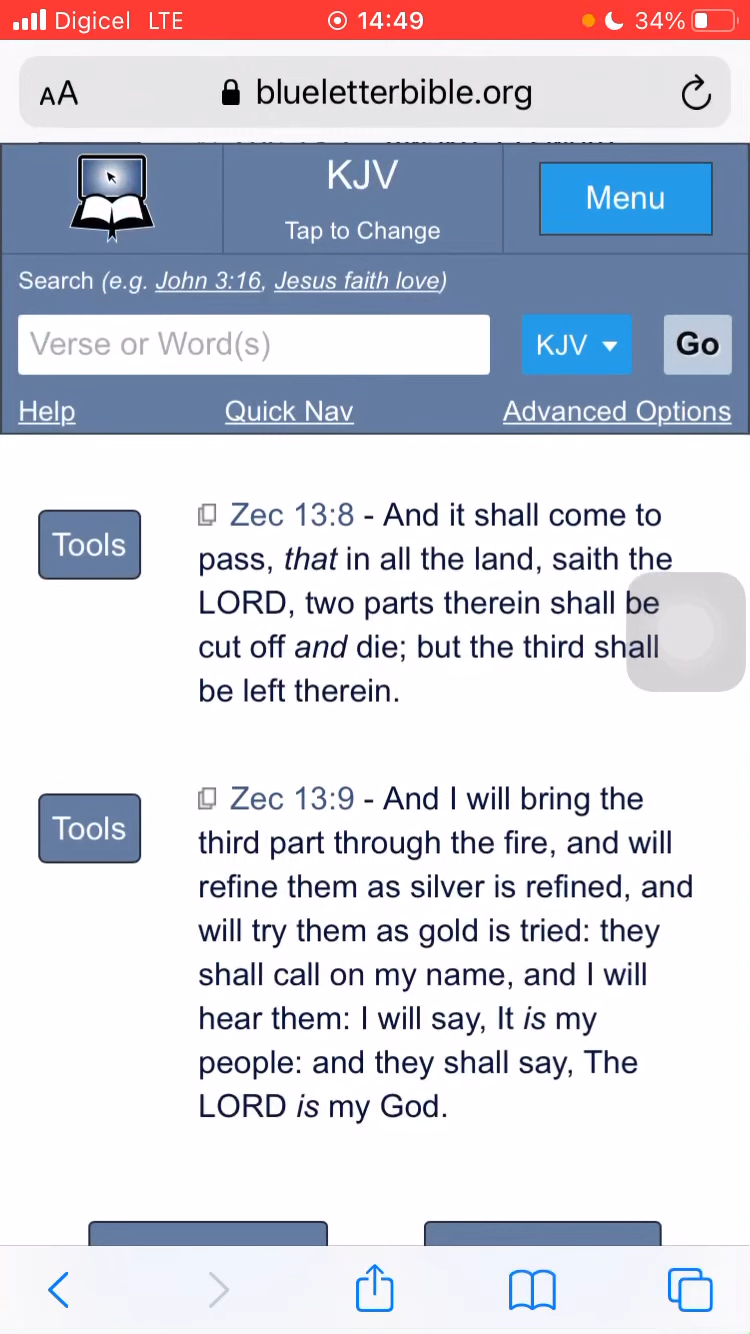 Digicel LTE 14:49 34%
AA blueletterbible.org
KJV
Tap to Change
Menu
Search (e.g. John 3:16, Jesus faith love)
Verse or Word(s) KJV Go
Help Quick Nav Advanced Options
Tools
Zec 13:8 - And it shall come to
pass, that in all the land, saith the
LORD, two parts therein shall be
cut off and die; but the third shall
be left therein.
Tools
Zec 13:9 - And I will bring the
third part through the fire, and will
refine them as silver is refined, and
will try them as gold is tried: they
shall call on my name, and I will
hear them: I will say, It is my
people: and they shall say, The
LORD is my God.